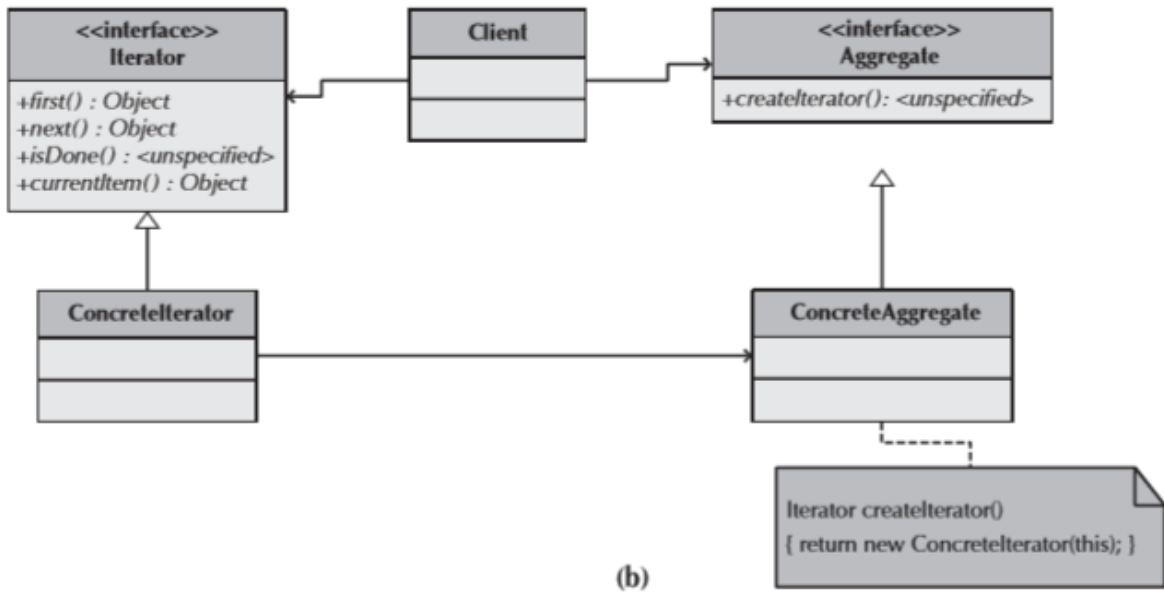 <<interface>>
Iterator
+first() : Object
+next() : Object
+isDone() : <unspecified>
+currentItem() : Object
Client
<<interface>>
Aggregate
+createIterator(): <unspecified>
ConcreteIterator
ConcreteAggregate
Iterator createIterator()
{ return new ConcreteIterator(this); }
(b)